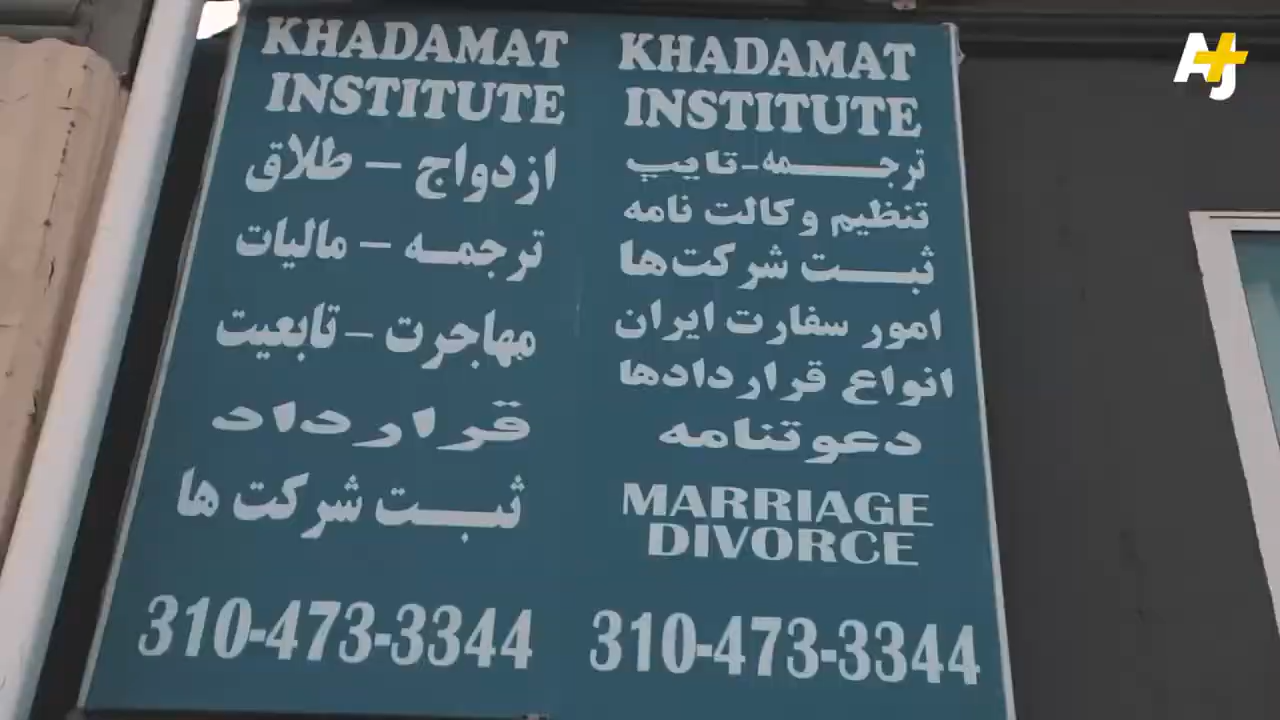 KHADAMAT
INSTITUTE
ازدواج - طلاق
ترجمه - مالیات
مهاجرت - تابعیت
قرارداد
ثبت شرکت ها
310-473-3344
KHADAMAT
INSTITUTE
ترجمه-تایپ
تنظیم وکالت نامه
ثبت شرکت‌ها
امور سفارت ایران
انواع قراردادها
دعوتنامه
MARRIAGE
DIVORCE
310-473-3344
AJ+